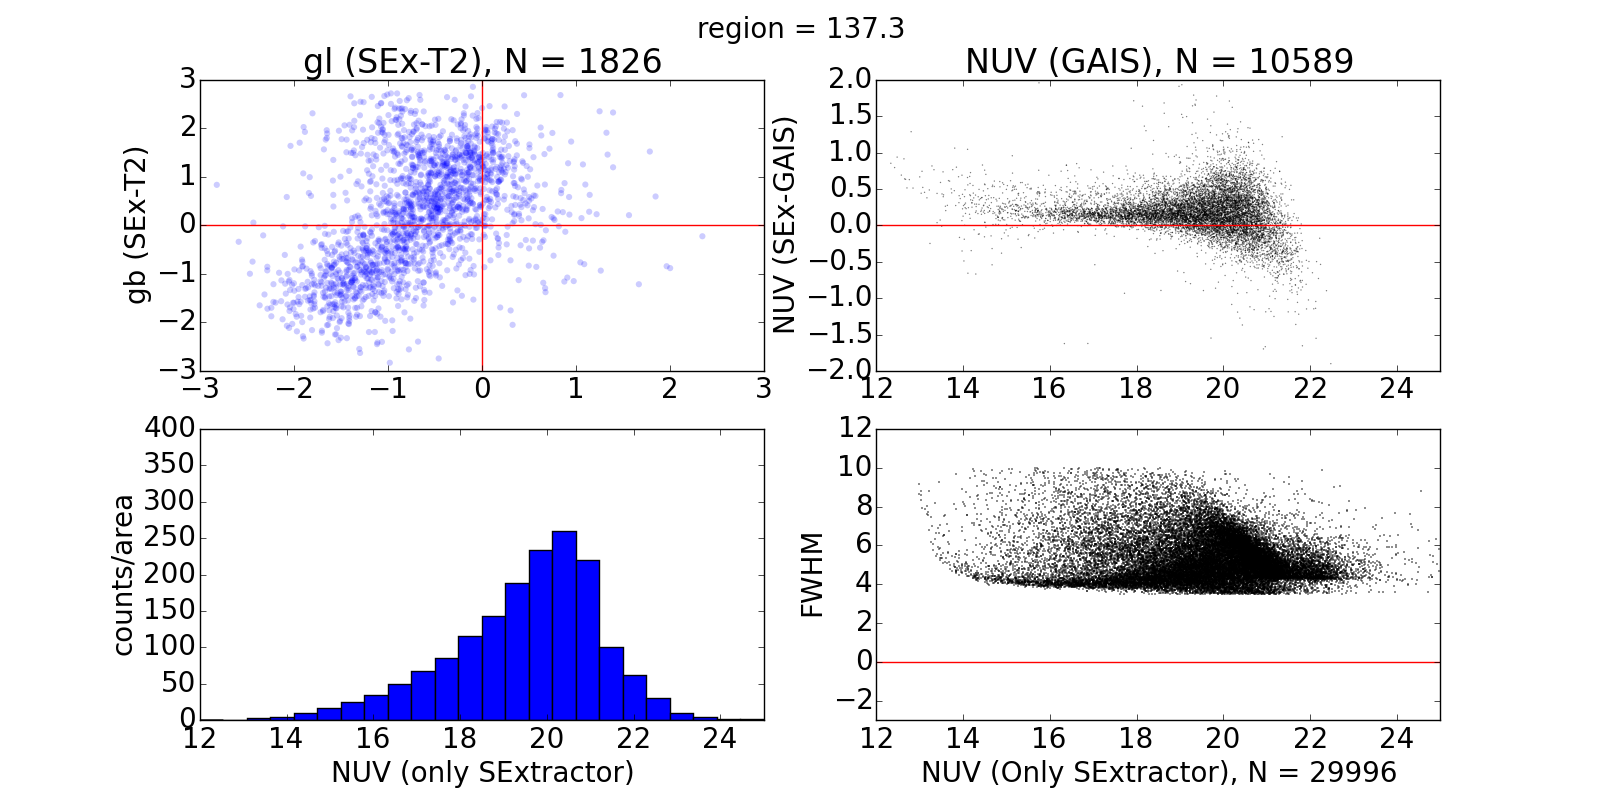 region = 137.3
gl (SEx-T2), N = 1826
NUV (GAIS), N = 10589
3
2
1
0
−1
−2
−3
gb (SEx-T2)
−3 −2 −1 0 1 2 3
2.0
1.5
1.0
0.5
0.0
−0.5
−1.0
−1.5
−2.0
NUV (SEx-GAIS)
12 14 16 18 20 22 24
400
350
300
250
200
150
100
50
0
counts/area
12 14 16 18 20 22 24
NUV (only SExtractor)
12
10
8
6
4
2
0
−2
FWHM
12 14 16 18 20 22 24
NUV (Only SExtractor), N = 29996